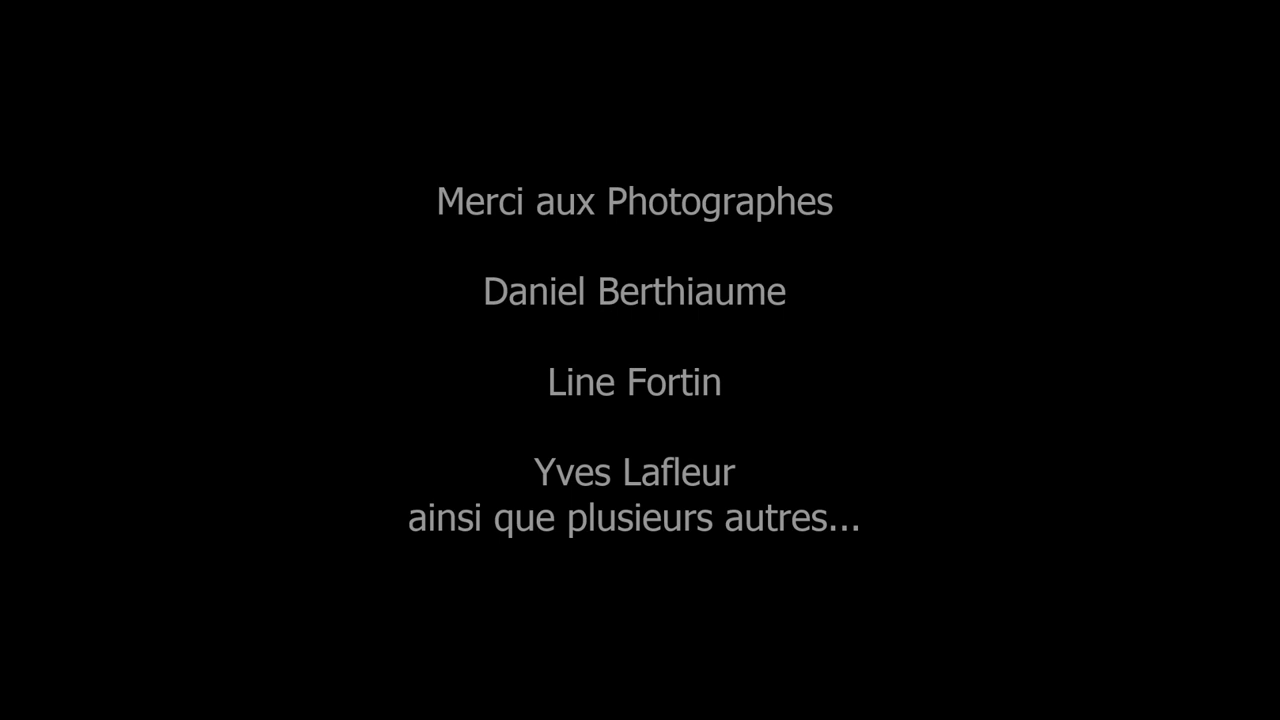 Merci aux Photographes
Daniel Berthiaume
Line Fortin
Yves Lafleur
ainsi que plusieurs autres...